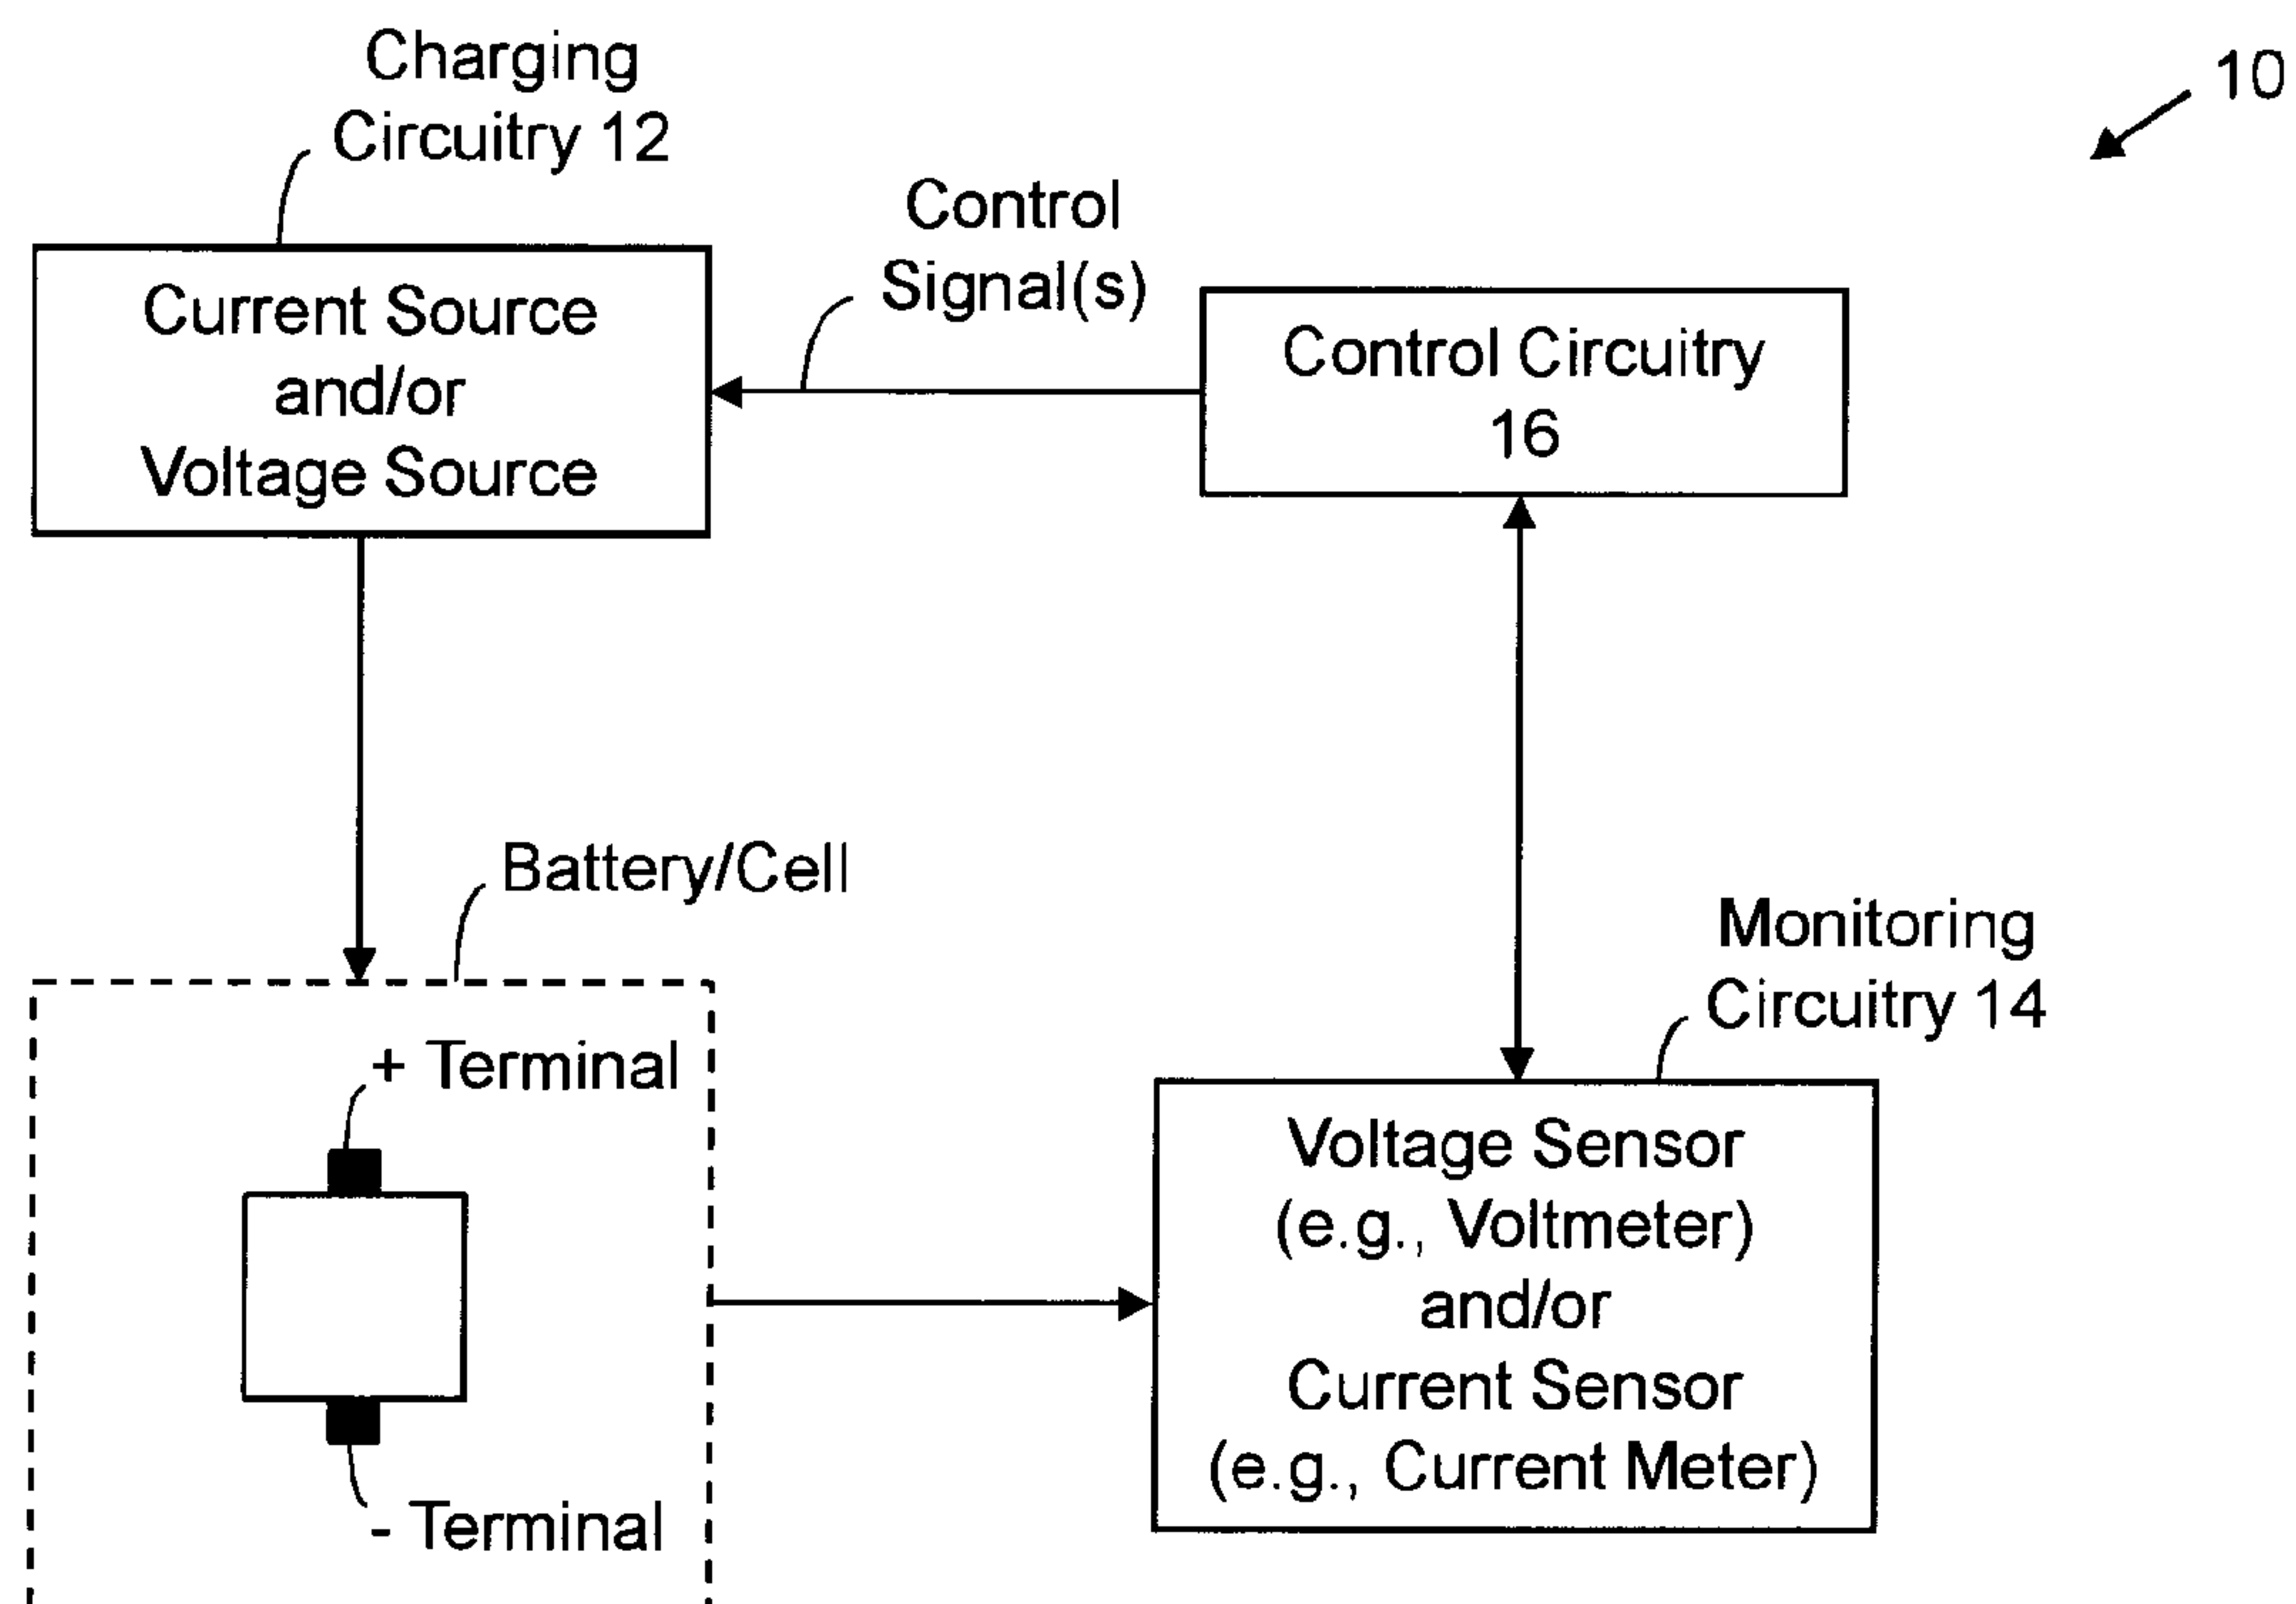 Charging
Circuitry 12
10
Control
Signal(s)
Current Source
and/or
Voltage Source
Control Circuitry
16
Battery/Cell
Monitoring
Circuitry 14
+ Terminal
- Terminal
Voltage Sensor
(e.g., Voltmeter)
and/or
Current Sensor
(e.g., Current Meter)